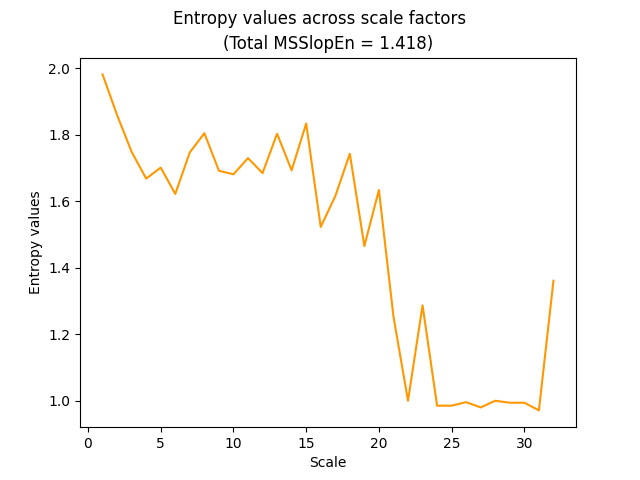 Entropy values across scale factors
(Total MSSlopEn = 1.418)
2.0
1.8
1.6
1.4
1.2
1.0
Entropy values
0 5 10 15 20 25 30
Scale